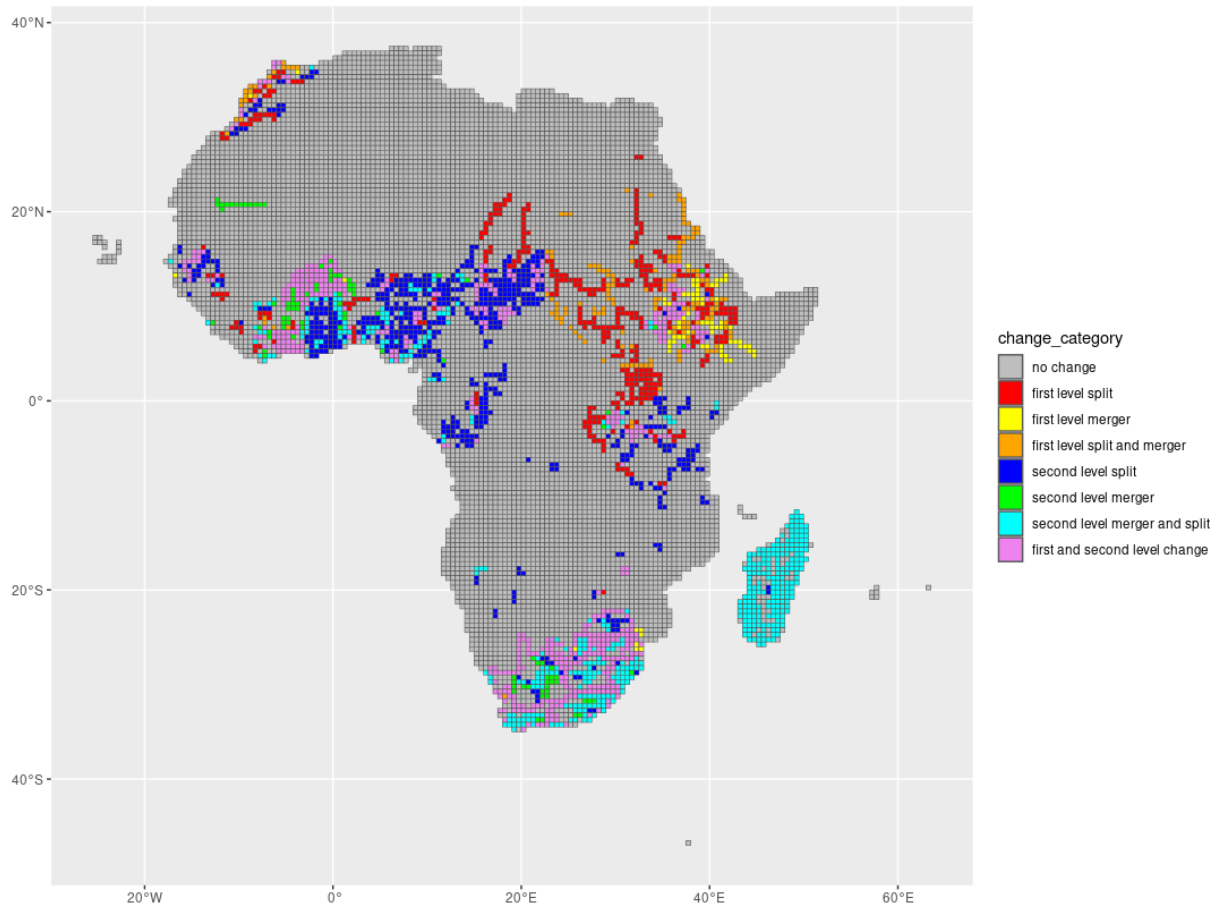 40°N
20°N
0°
20°S
40°S
20°W
0°
20°E
40°E
60°E
change_category
no change
first level split
first level merger
first level split and merger
second level split
second level merger
second level merger and split
first and second level change